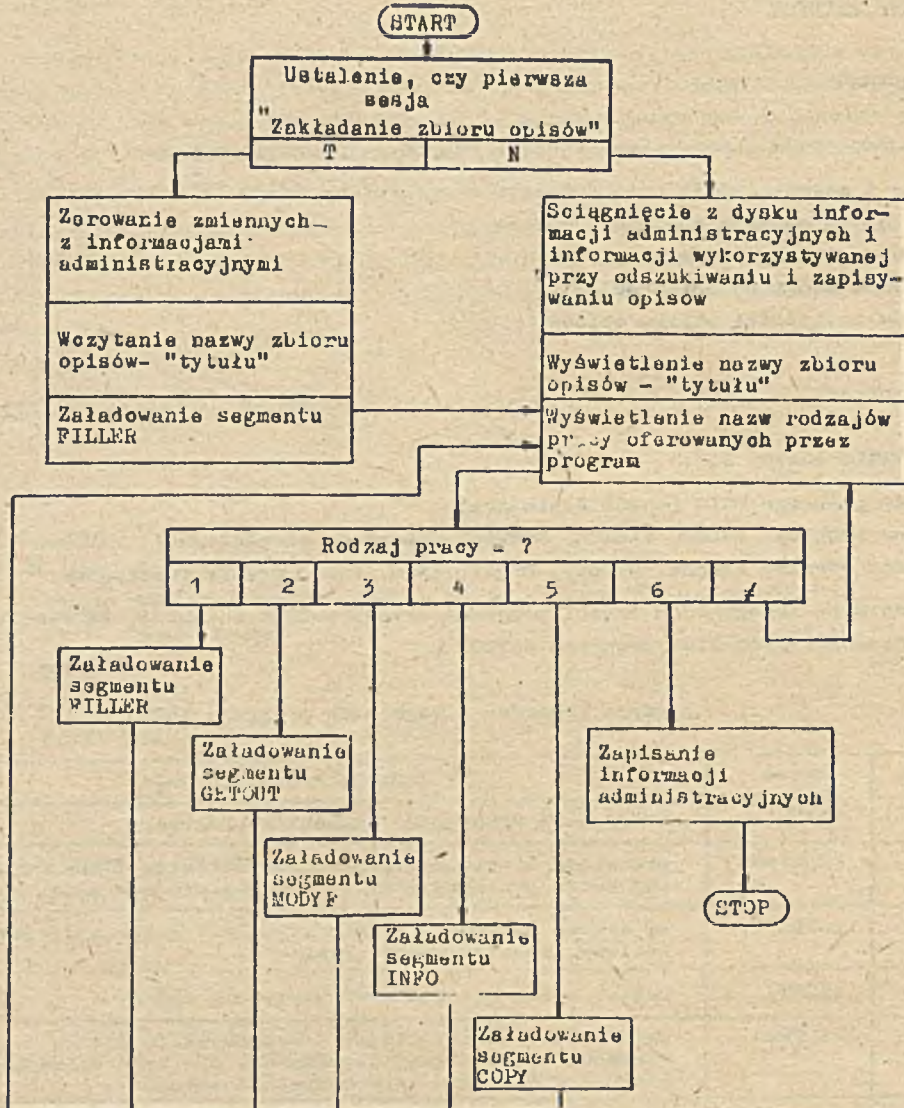 START
Ustalenie, czy pierwsza
sesja
"Zakładanie zbioru opisów"
T
N
Zerowanie zmiennych
z informacjami
administracyjnymi
Wczytanie nazwy zbioru
opisów- "tytułu"
Załadowanie segmentu
FILLER
Sciągnięcie z dysku infor-
macji administracyjnych i
informacji wykorzystywanej
przy odszukiwaniu i zapisy-
waniu opisow
Wyświetlenie nazwy zbioru
opisów - "tytułu"
Wyświetlenie nazw rodzajów
pracy oferowanych przez
program
Rodzaj pracy = ?
1 2 3 4 5 6 ≠
Załadowanie
segmentu
FILLER
Załadowanie
segmentu
GETOUT
Załadowanie
segmentu
MODYF
Załadowanie
segmentu
INFO
Załadowanie
segmentu
COPY
Zapisanie
informacji
administracyjnych
STOP